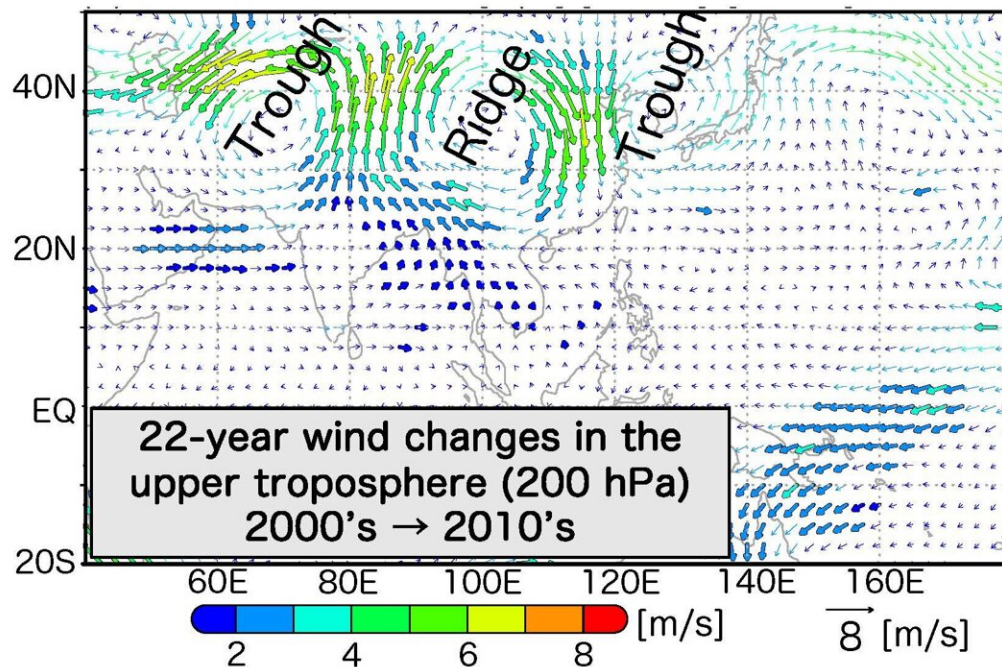 Trough
Ridge
Trough
40N
20N
EQ
20S
22-year wind changes in the
upper troposphere (200 hPa)
2000's → 2010's
60E 80E 100E 120E 140E 160E
[m/s]
2 4 6 8
8 [m/s]